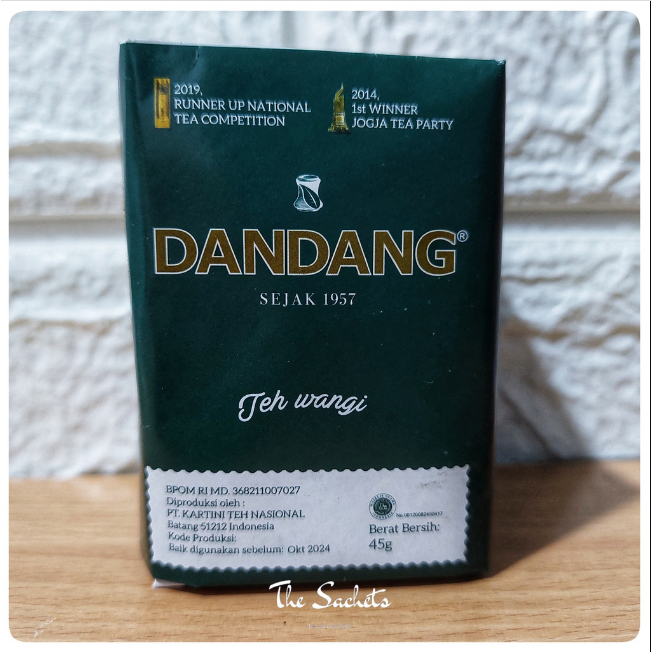 2019,
RUNNER UP NATIONAL
TEA COMPETITION
2014,
1st WINNER
JOGJA TEA PARTY
DANDANG®
SEJAK 1957
Teh wangi
BPOM RI MD. 368211007027
Diproduksi oleh :
PT. KARTINI TEH NASIONAL
Batang 51212 Indonesia
Kode Produksi:
Baik digunakan sebelum: Okt 2024
Berat Bersih:
45g
The Sachets